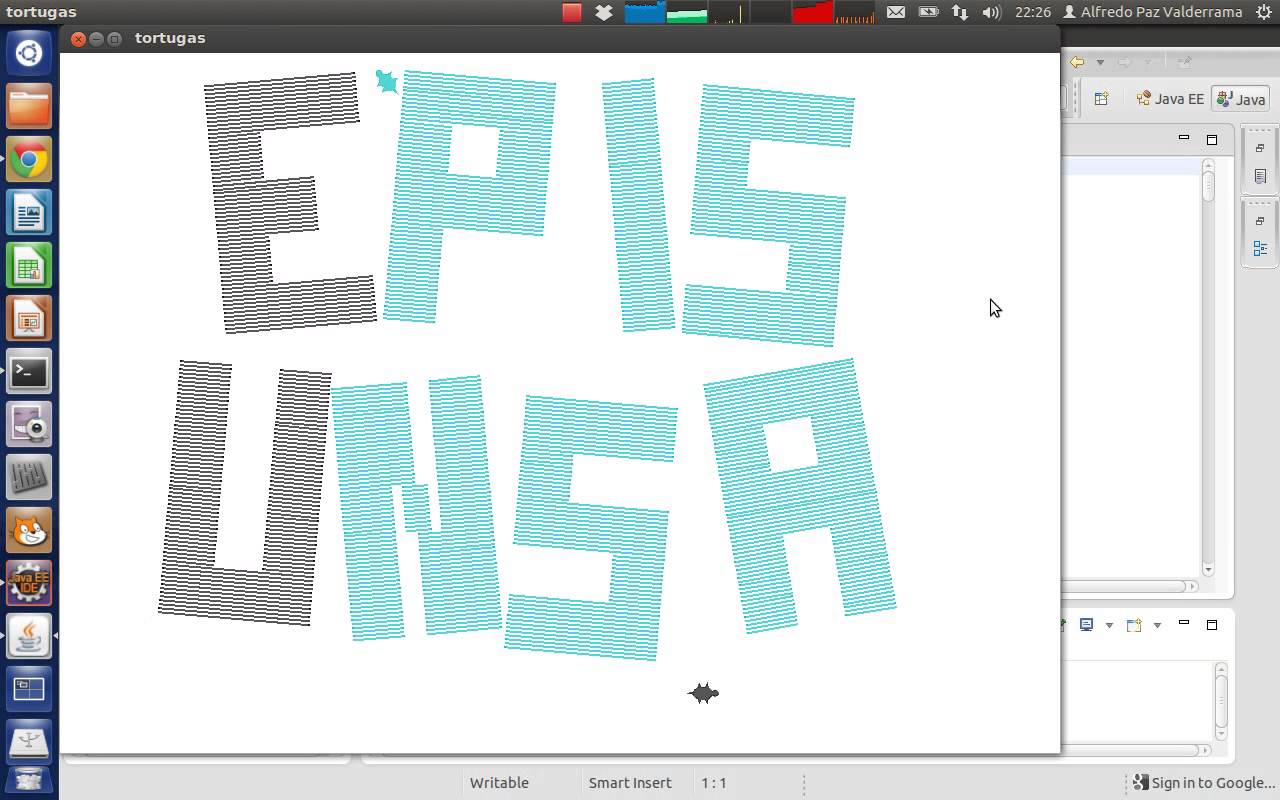 tortugas
22:26 Alfredo Paz Valderrama
tortugas
Java EE Java
EPIS
UNSA
Java EE
IDE
Writable Smart Insert 1 : 1
Sign in to Google...